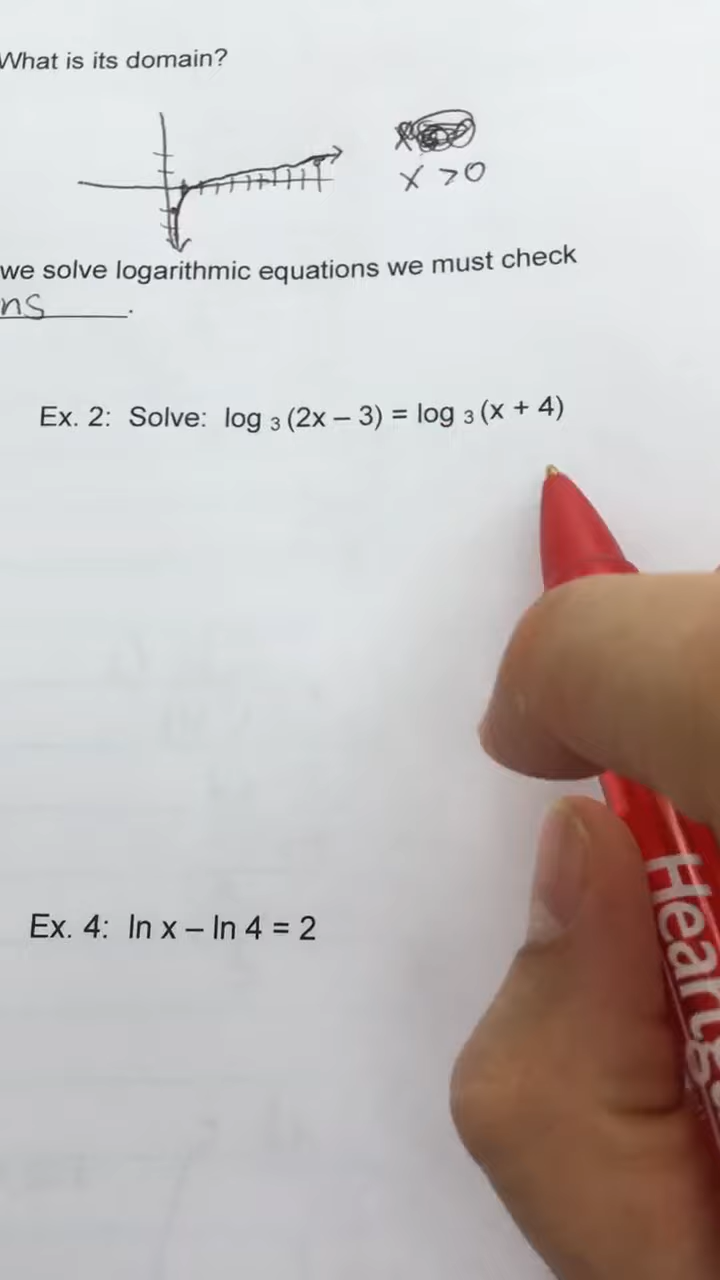 What is its domain?
x > 0
we solve logarithmic equations we must check
ns.
Ex. 2: Solve: log 3 (2x – 3) = log 3 (x + 4)
Ex. 4: ln x – ln 4 = 2